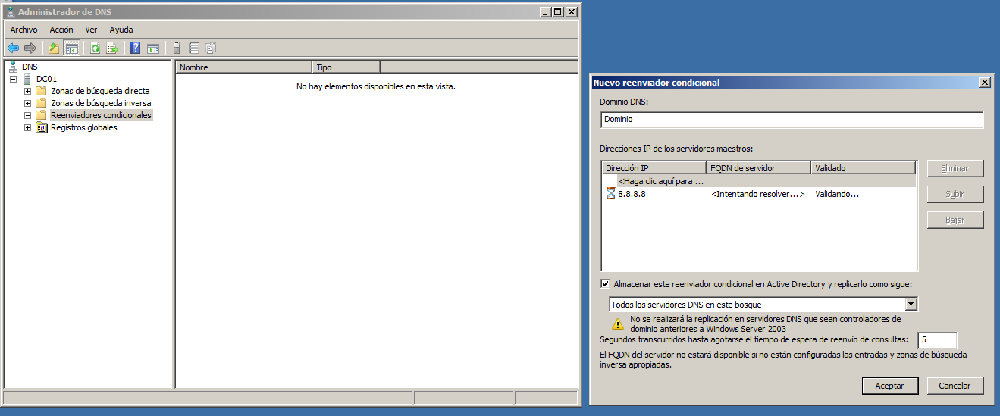 Administrador de DNS
Archivo Acción Ver Ayuda
DNS
DC01
Zonas de búsqueda directa
Zonas de búsqueda inversa
Reenviadores condicionales
Registros globales
Nombre Tipo
No hay elementos disponibles en esta vista.
Nuevo reenviador condicional
Dominio DNS:
Dominio
Direcciones IP de los servidores maestros:
Dirección IP FQDN de servidor Validado
<Haga clic aquí para ...
8.8.8.8 <Intentando resolver...> Validando...
Eliminar
Subir
Bajar
Almacenar este reenviador condicional en Active Directory y replicarlo como sigue:
Todos los servidores DNS en este bosque
No se realizará la replicación en servidores DNS que sean controladores de
dominio anteriores a Windows Server 2003
Segundos transcurridos hasta agotarse el tiempo de espera de reenvío de consultas: 5
El FQDN del servidor no estará disponible si no están configuradas las entradas y zonas de búsqueda
inversa apropiadas.
Aceptar Cancelar